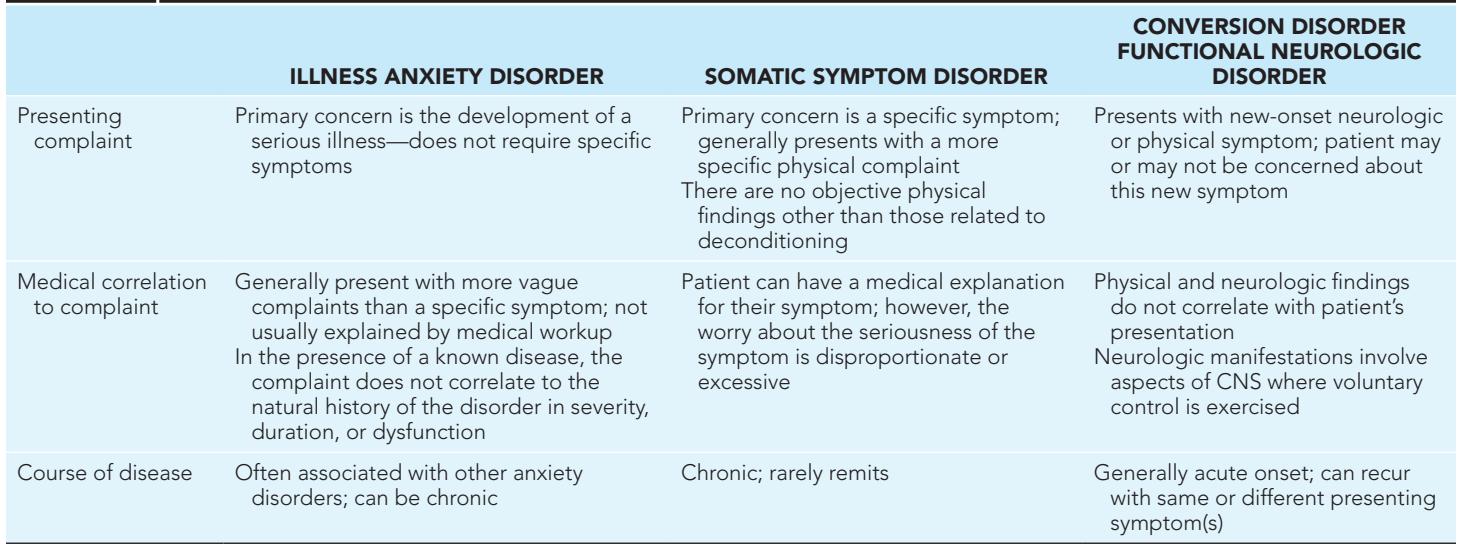 CONVERSION DISORDER
FUNCTIONAL NEUROLOGIC
ILLNESS ANXIETY DISORDER
SOMATIC SYMPTOM DISORDER
DISORDER
Presenting
complaint
Primary concern is the development of a
serious illness—does not require specific
symptoms
Primary concern is a specific symptom;
generally presents with a more
specific physical complaint
There are no objective physical
findings other than those related to
deconditioning
Presents with new-onset neurologic
or physical symptom; patient may
or may not be concerned about
this new symptom
Medical correlation
to complaint
Generally present with more vague
complaints than a specific symptom; not
usually explained by medical workup
In the presence of a known disease, the
complaint does not correlate to the
natural history of the disorder in severity,
duration, or dysfunction
Patient can have a medical explanation
for their symptom; however, the
worry about the seriousness of the
symptom is disproportionate or
excessive
Physical and neurologic findings
do not correlate with patient's
presentation
Neurologic manifestations involve
aspects of CNS where voluntary
control is exercised
Course of disease
Often associated with other anxiety
disorders; can be chronic
Chronic; rarely remits
Generally acute onset; can recur
with same or different presenting
symptom(s)